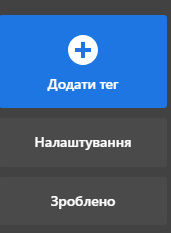 Додати тег
Налаштування
Зроблено